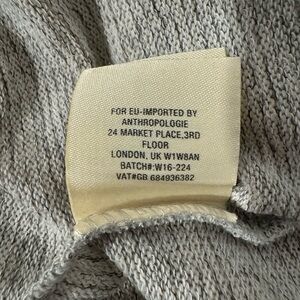 FOR EU-IMPORTED BY
ANTHROPOLOGIE
24 MARKET PLACE,3RD
FLOOR
LONDON, UK W1W8AN
BATCH#:W16-224
VAT#GB 684936382